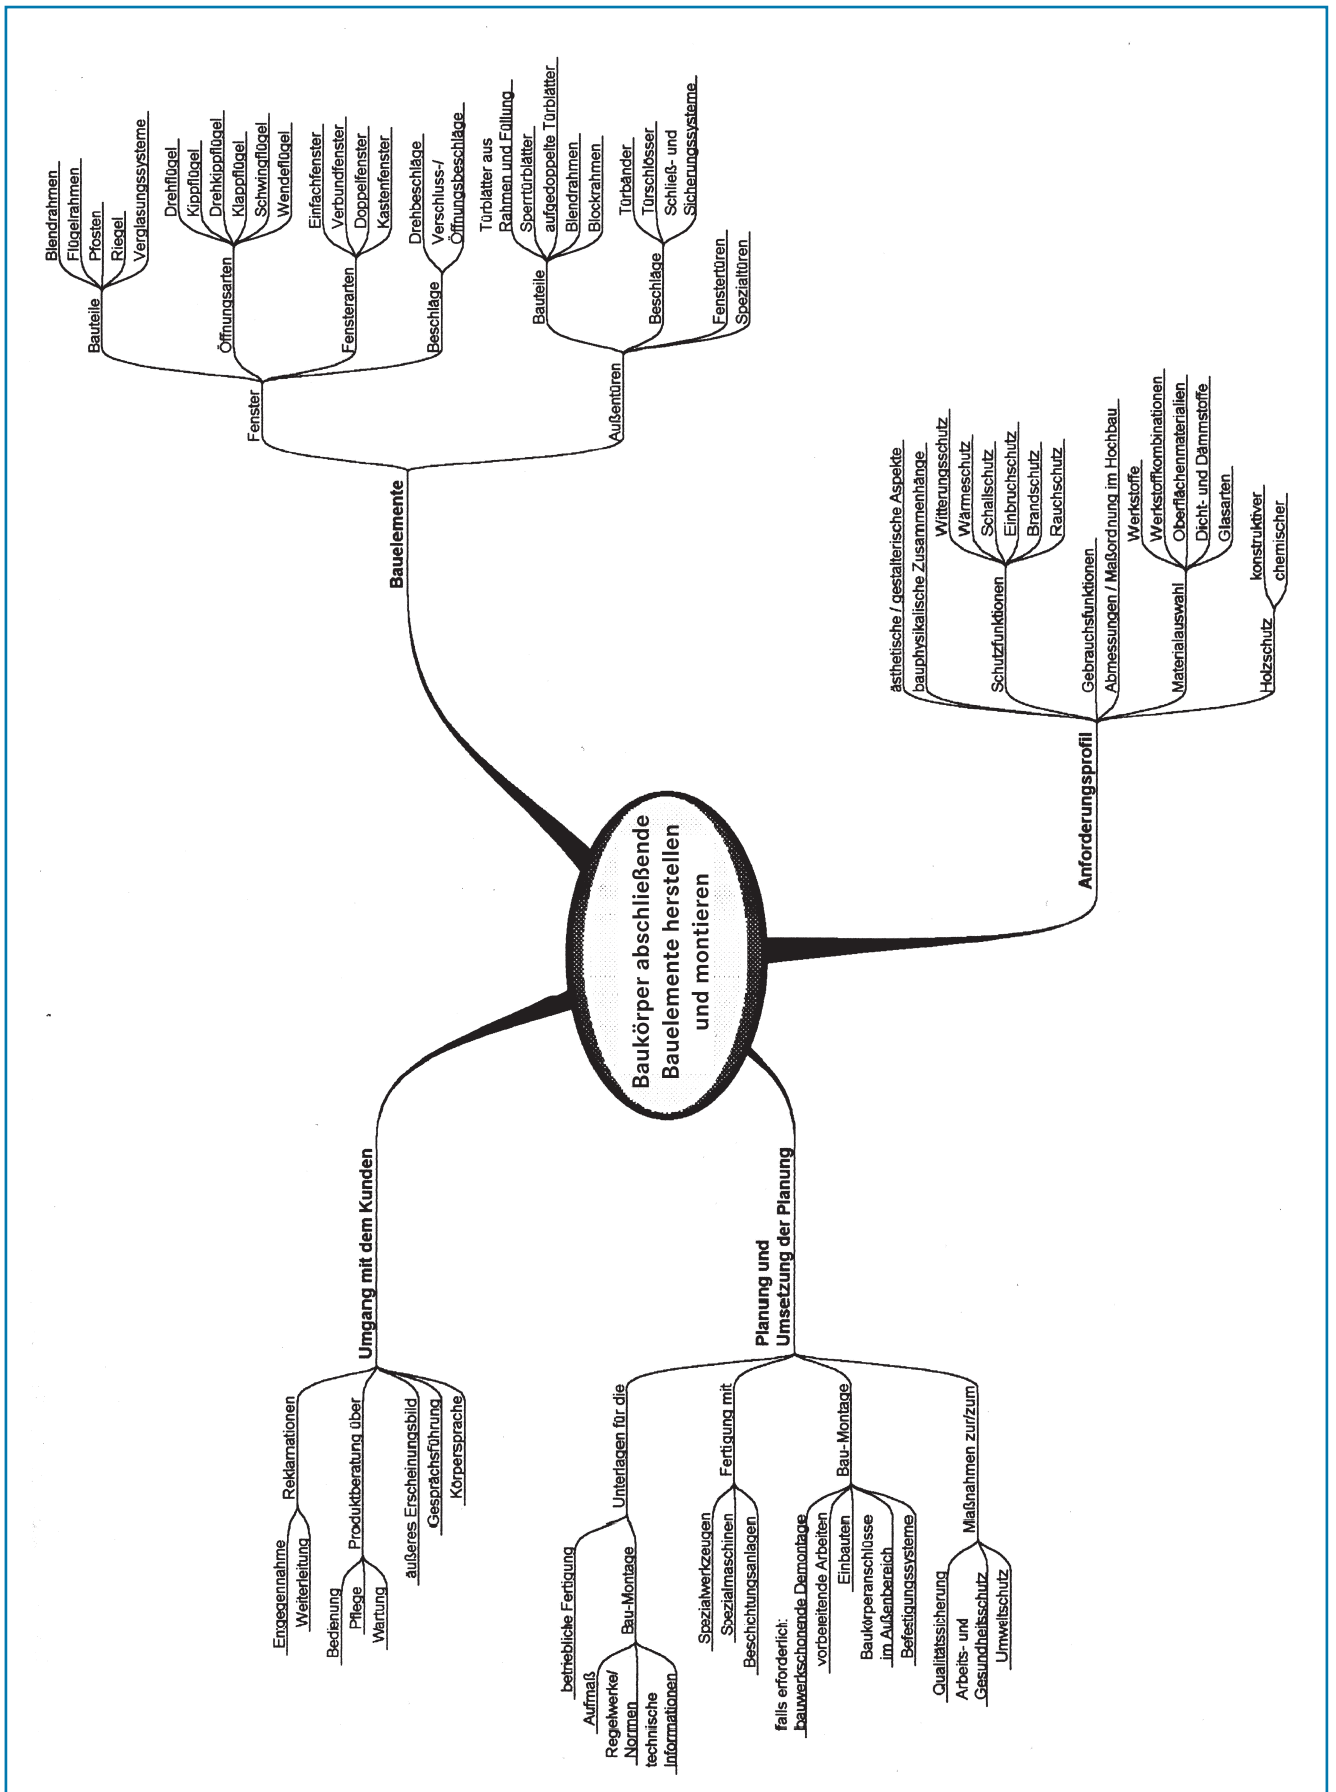 Baukörper abschließende
Bauelemente herstellen
und montieren
Umgang mit dem Kunden
Reklamationen
Engegennahme
Weiterleitung
Produktberatung über
Bedienung
Pflege
Wartung
äußeres Erscheinungsbild
Gesprächsführung
Körpersprache
Planung und
Umsetzung der Planung
Unterlagen für die
betriebliche Fertigung
Bau-Montage
Aufmaß
Regelwerke/
Normen
technische
Informationen
Fertigung mit
Spezialwerkzeugen
Spezialmaschinen
Beschichtungsanlagen
Bau-Montage
falls erforderlich:
bauwerkschonende Demontage
vorbereitende Arbeiten
Einbauten
Baukörperanschlüsse
im Außenbereich
Befestigungssysteme
Maßnahmen zur/zum
Qualitätssicherung
Arbeits- und
Gesundheitsschutz
Umweltschutz
Bauelemente
Fenster
Bauteile
Blendrahmen
Flügelrahmen
Pfosten
Riegel
Verglasungssysteme
Öffnungsarten
Drehflügel
Kippflügel
Drehkippflügel
Klappflügel
Schwingflügel
Wendeflügel
Fensterarten
Einfachfenster
Verbundfenster
Doppelfenster
Kastenfenster
Beschläge
Drehbeschläge
Verschluss-/
Öffnungsbeschläge
Außentüren
Bauteile
Türblätter aus
Rahmen und Füllung
Sperrtürblätter
aufgedoppelte Türblätter
Blendrahmen
Blockrahmen
Beschläge
Türbänder
Türschlösser
Schließ- und
Sicherungssysteme
Fenstertüren
Spezialtüren
Anforderungsprofil
ästhetische / gestalterische Aspekte
bauphysikalische Zusammenhänge
Schutzfunktionen
Witterungsschutz
Wärmeschutz
Schallschutz
Einbruchschutz
Brandschutz
Rauchschutz
Gebrauchsfunktionen
Abmessungen / Maßordnung im Hochbau
Materialauswahl
Werkstoffe
Werkstoffkombinationen
Oberflächenmaterialien
Dicht- und Dämmstoffe
Glasarten
Holzschutz
konstruktiver
chemischer